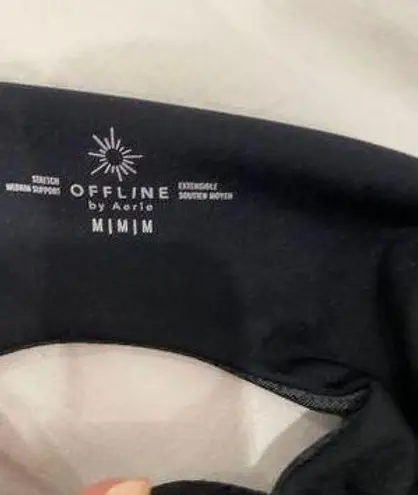 STRETCH
MEDIUM SUPPORT
OFFLINE
by Aerie
M|M|M
EXTENSIBLE
SOUTIEN MOYEN